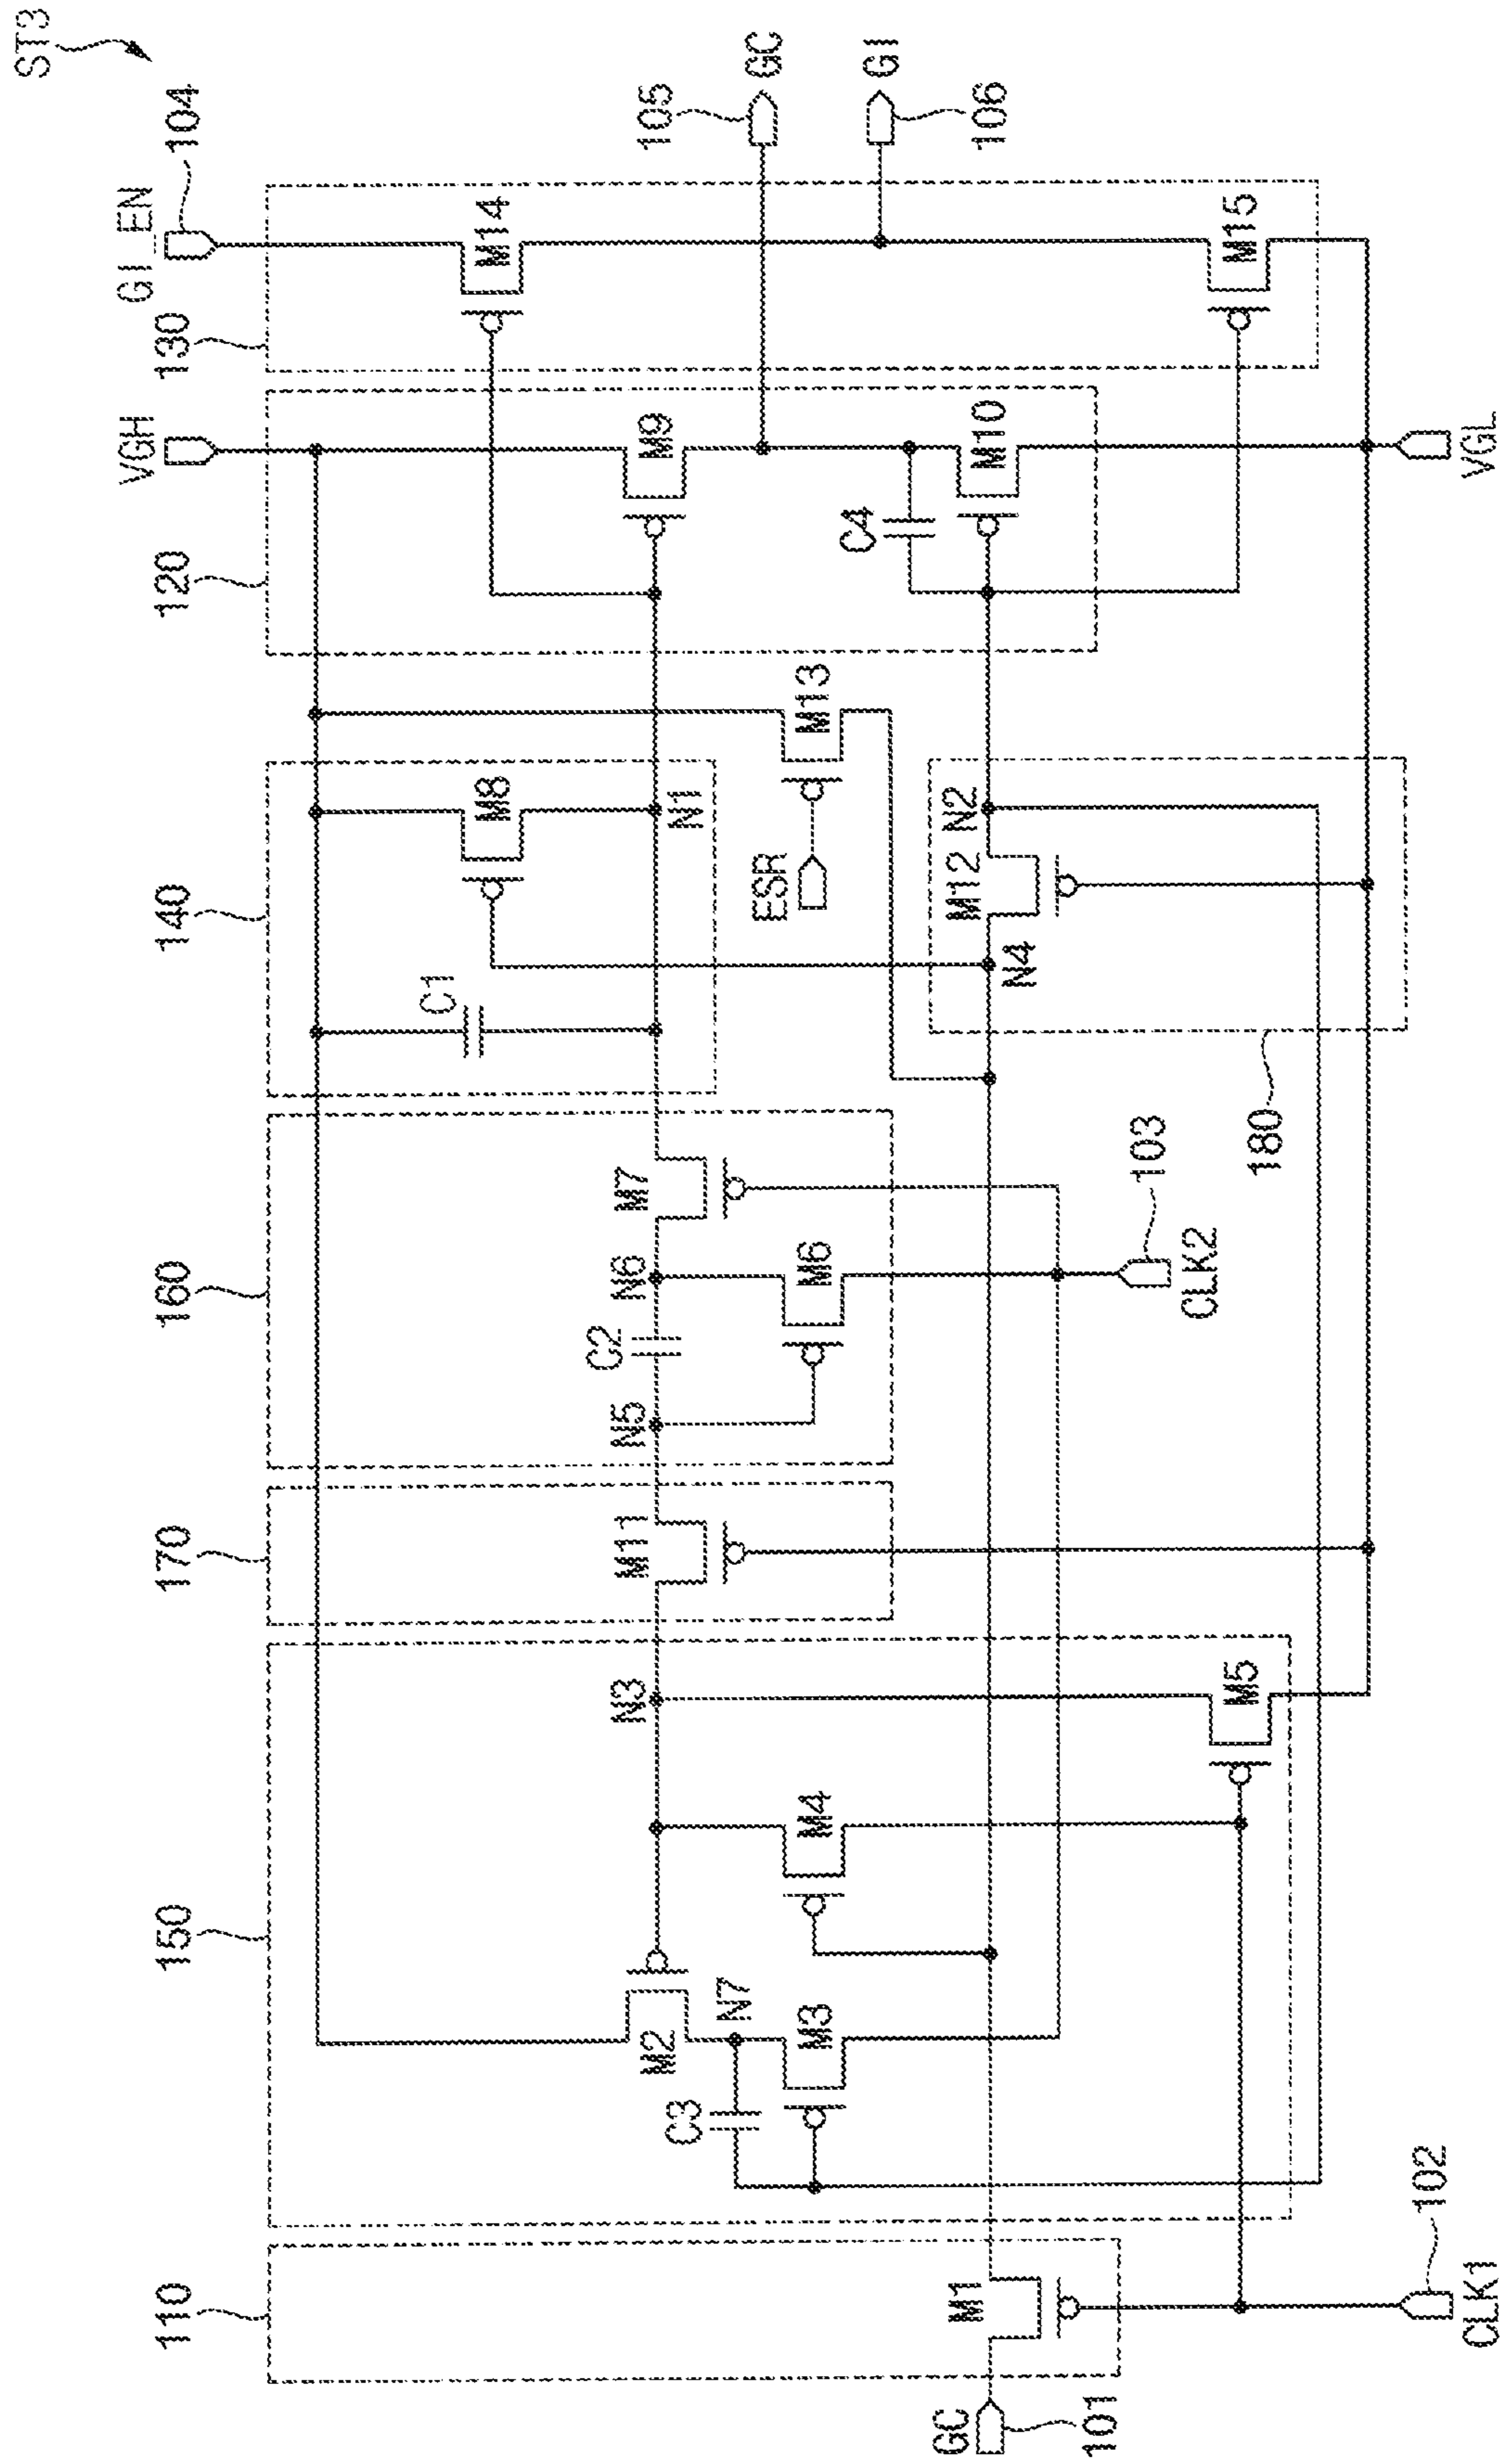 ST3
110
150
170
160
140
120
VGH
130
GI_EN
104
C1
M8
M14
M2
N3
M11
N5
C2
N6
M7
N1
M9
C3
N7
M3
M4
M6
ESR
M13
105
GC
C4
GI
GC
101
M1
N4
M12
N2
M10
106
103
CLK2
M5
180
M15
102
CLK1
VGL